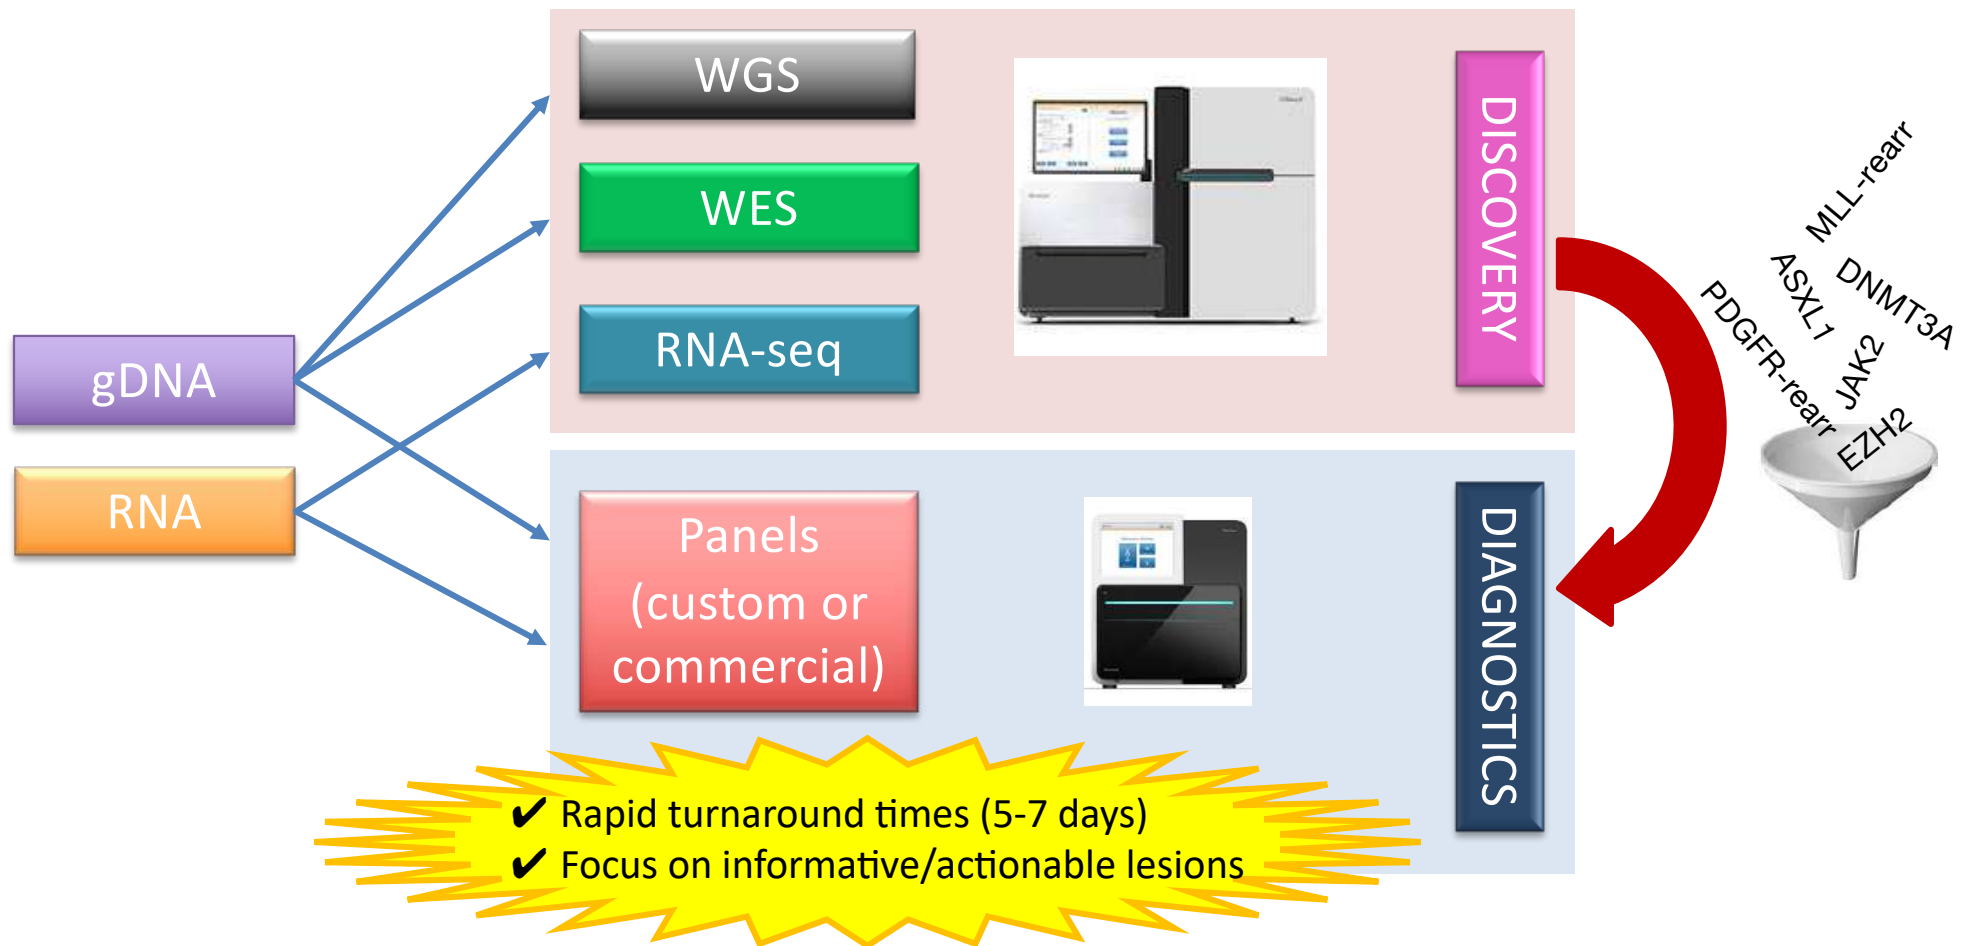 gDNA
RNA
WGS
WES
RNA-seq
DISCOVERY
Panels
(custom or
commercial)
DIAGNOSTICS
✔ Rapid turnaround times (5-7 days)
✔ Focus on informative/actionable lesions
MLL-rearr
ASXL1
DNMT3A
PDGFR-rearr
JAK2
EZH2